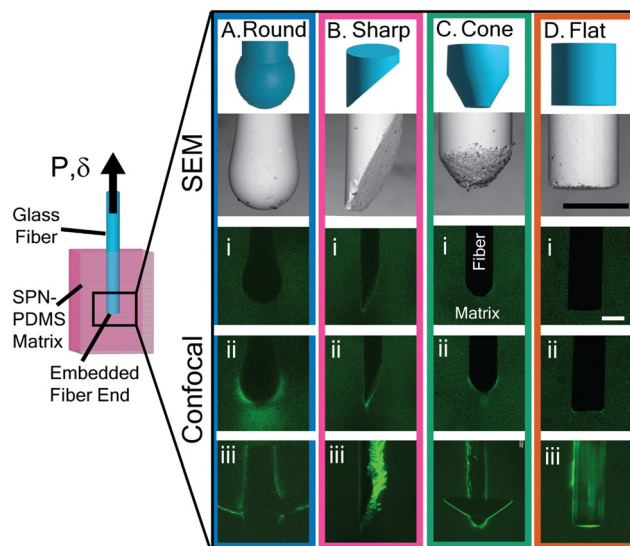 A. Round
B. Sharp
C. Cone
D. Flat
SEM
P,δ
Glass
Fiber
SPN-
PDMS
Matrix
Embedded
Fiber End
Confocal
i
i
i
Fiber
Matrix
i
ii
ii
ii
ii
iii
iii
iii
iii